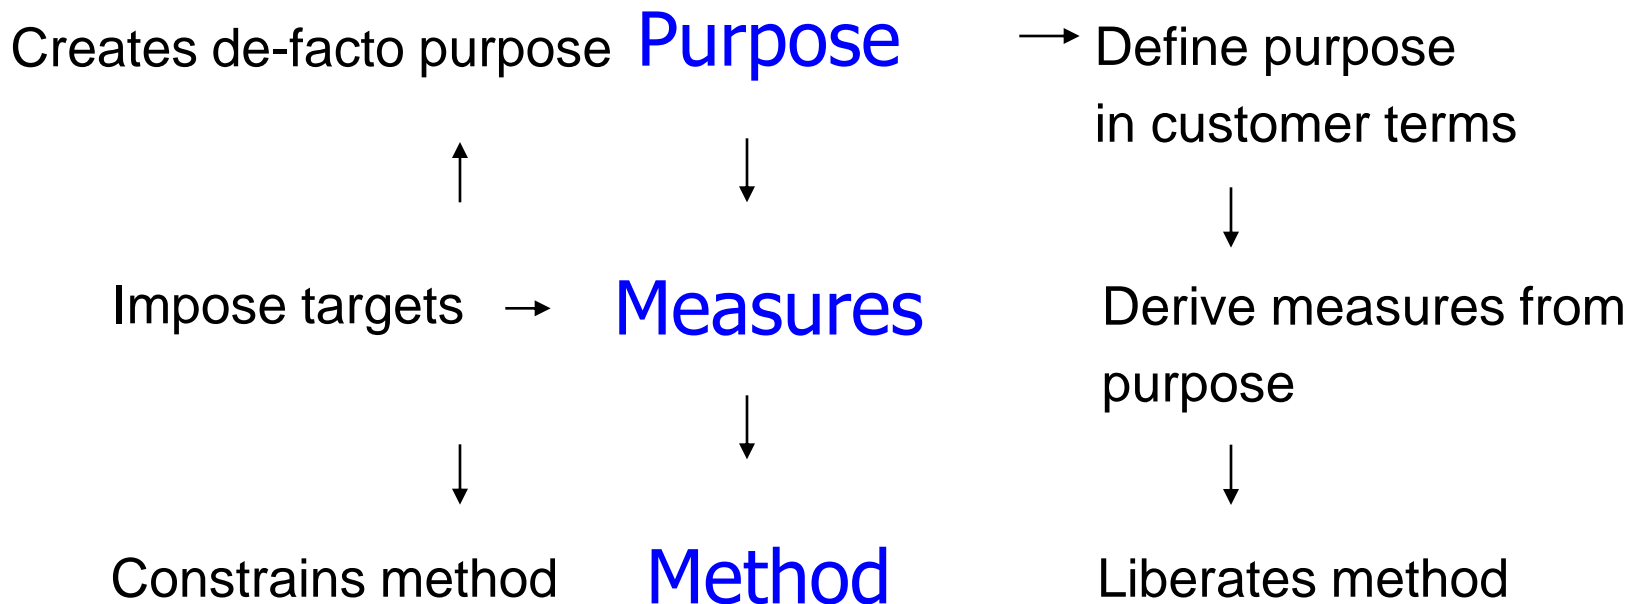 Creates de-facto purpose Purpose Define purpose
in customer terms
Impose targets Measures Derive measures from
purpose
Constrains method Method Liberates method